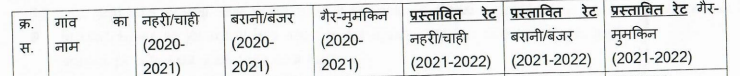 क्र. गांव का नहरी/चाही बरानी/बंजर गैर-मुमकिन प्रस्तावित रेट प्रस्तावित रेट प्रस्तावित रेट गैर-
स. नाम (2020- (2020- (2020- नहरी/चाही बरानी/बंजर मुमकिन
2021) 2021) 2021) (2021-2022) (2021-2022) (2021-2022)